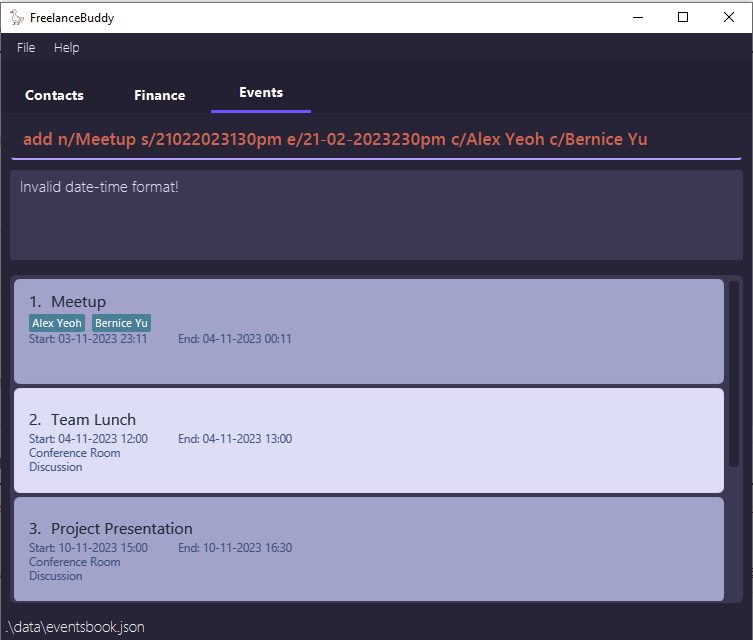 FreelanceBuddy
File Help
Contacts Finance Events
add n/Meetup s/21022023130pm e/21-02-2023230pm c/Alex Yeoh c/Bernice Yu
Invalid date-time format!
1. Meetup
Alex Yeoh Bernice Yu
Start: 03-11-2023 23:11 End: 04-11-2023 00:11
2. Team Lunch
Start: 04-11-2023 12:00 End: 04-11-2023 13:00
Conference Room
Discussion
3. Project Presentation
Start: 10-11-2023 15:00 End: 10-11-2023 16:30
Conference Room
Discussion
.\data\eventsbook.json